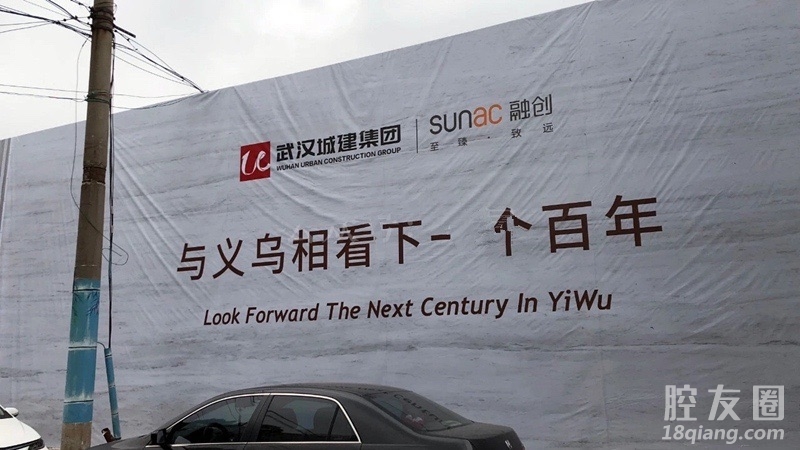 武汉城建集团
WUHAN URBAN CONSTRUCTION GROUP
sunac 融创
至臻·致远
与义乌相看下一个百年
Look Forward The Next Century In YiWu
腔友圈
18qiang.com